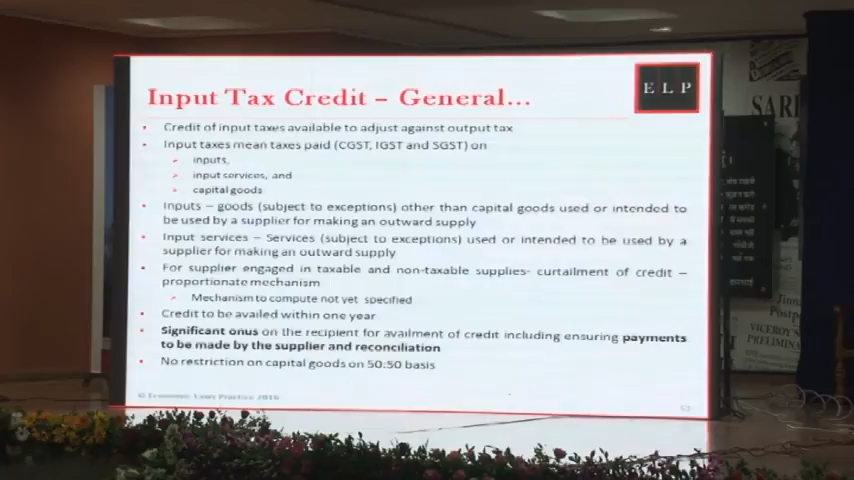 Input Tax Credit – General...
E L P
• Credit of input taxes available to adjust against output tax
• Input taxes mean taxes paid (CGST, IGST and SGST) on
➢ inputs,
➢ input services, and
➢ capital goods
• Inputs – goods (subject to exceptions) other than capital goods used or intended to
be used by a supplier for making an outward supply
• Input services – Services (subject to exceptions) used or intended to be used by a
supplier for making an outward supply
• For supplier engaged in taxable and non-taxable supplies- curtailment of credit –
proportionate mechanism
➢ Mechanism to compute not yet specified
• Credit to be availed within one year
• Significant onus on the recipient for availment of credit including ensuring payments
to be made by the supplier and reconciliation
• No restriction on capital goods on 50:50 basis
© Economic Laws Practice 2016
SAR
VICEROY'S
PRELIMINA